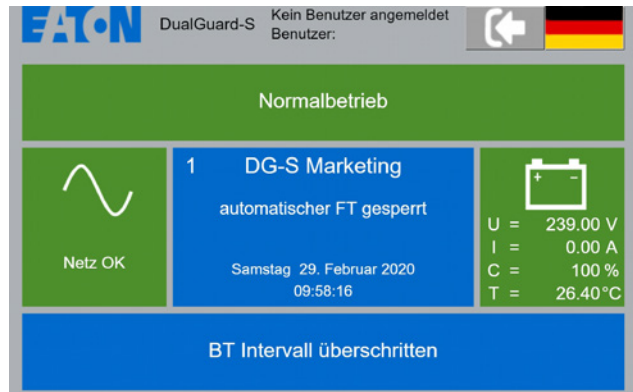 EATON
DualGuard-S
Kein Benutzer angemeldet
Benutzer:
Normalbetrieb
Netz OK
1 DG-S Marketing
automatischer FT gesperrt
Samstag 29. Februar 2020
09:58:16
+ -
U = 239.00 V
I = 0.00 A
C = 100 %
T = 26.40°C
BT Intervall überschritten